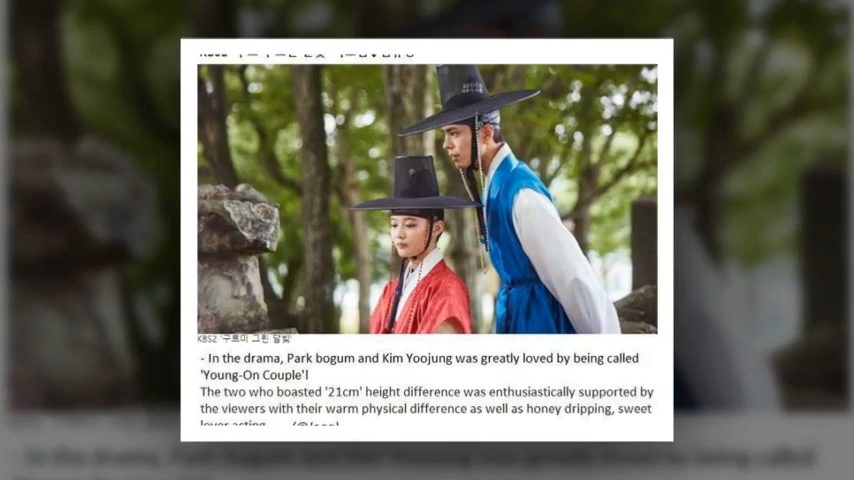 KBS2 '구르미 그린 달빛'
- In the drama, Park bogum and Kim Yoojung was greatly loved by being called
'Young-On Couple'!
The two who boasted '21cm' height difference was enthusiastically supported by
the viewers with their warm physical difference as well as honey dripping, sweet
lover acting